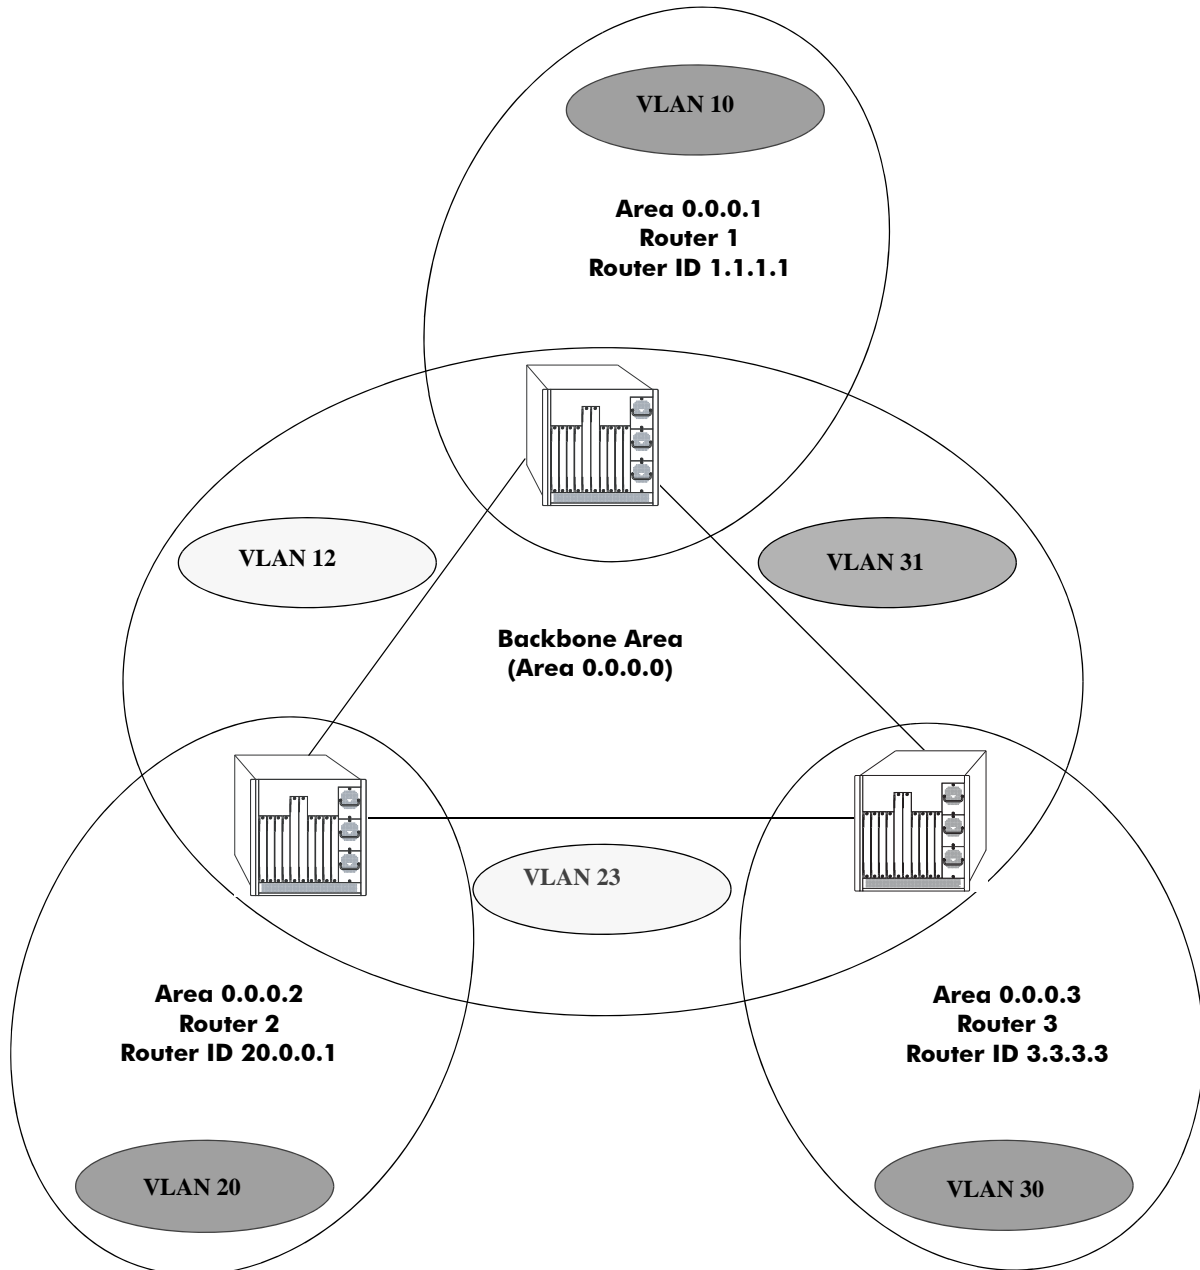 VLAN 10
Area 0.0.0.1
Router 1
Router ID 1.1.1.1
VLAN 12
VLAN 31
Backbone Area
(Area 0.0.0.0)
VLAN 23
Area 0.0.0.2
Router 2
Router ID 20.0.0.1
Area 0.0.0.3
Router 3
Router ID 3.3.3.3
VLAN 20
VLAN 30